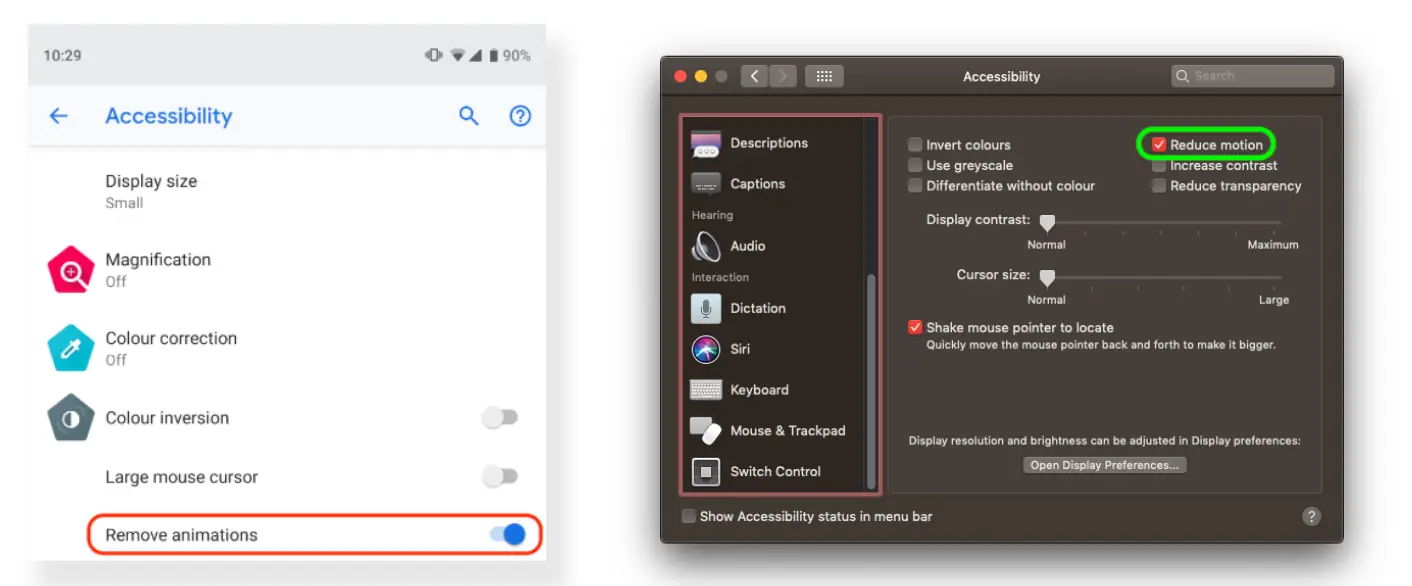 10:29
90%
Accessibility
Display size
Small
Magnification
Off
Colour correction
Off
Colour inversion
Large mouse cursor
Remove animations
Accessibility
Search
Descriptions
Captions
Hearing
Audio
Interaction
Dictation
Siri
Keyboard
Mouse & Trackpad
Switch Control
Invert colours
Use greyscale
Differentiate without colour
Reduce motion
Increase contrast
Reduce transparency
Display contrast:
Normal
Maximum
Cursor size:
Normal
Large
Shake mouse pointer to locate
Quickly move the mouse pointer back and forth to make it bigger.
Display resolution and brightness can be adjusted in Display preferences:
Open Display Preferences...
Show Accessibility status in menu bar
?